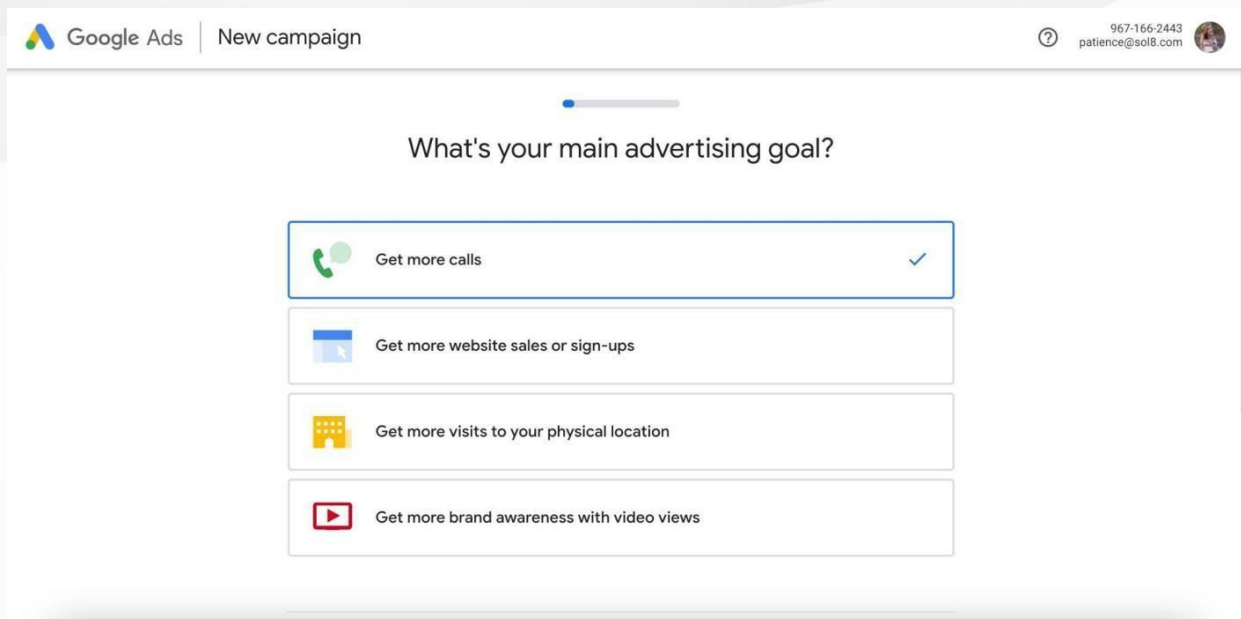 Google Ads
New campaign
967-166-2443
patience@sol8.com
What's your main advertising goal?
Get more calls
Get more website sales or sign-ups
Get more visits to your physical location
Get more brand awareness with video views